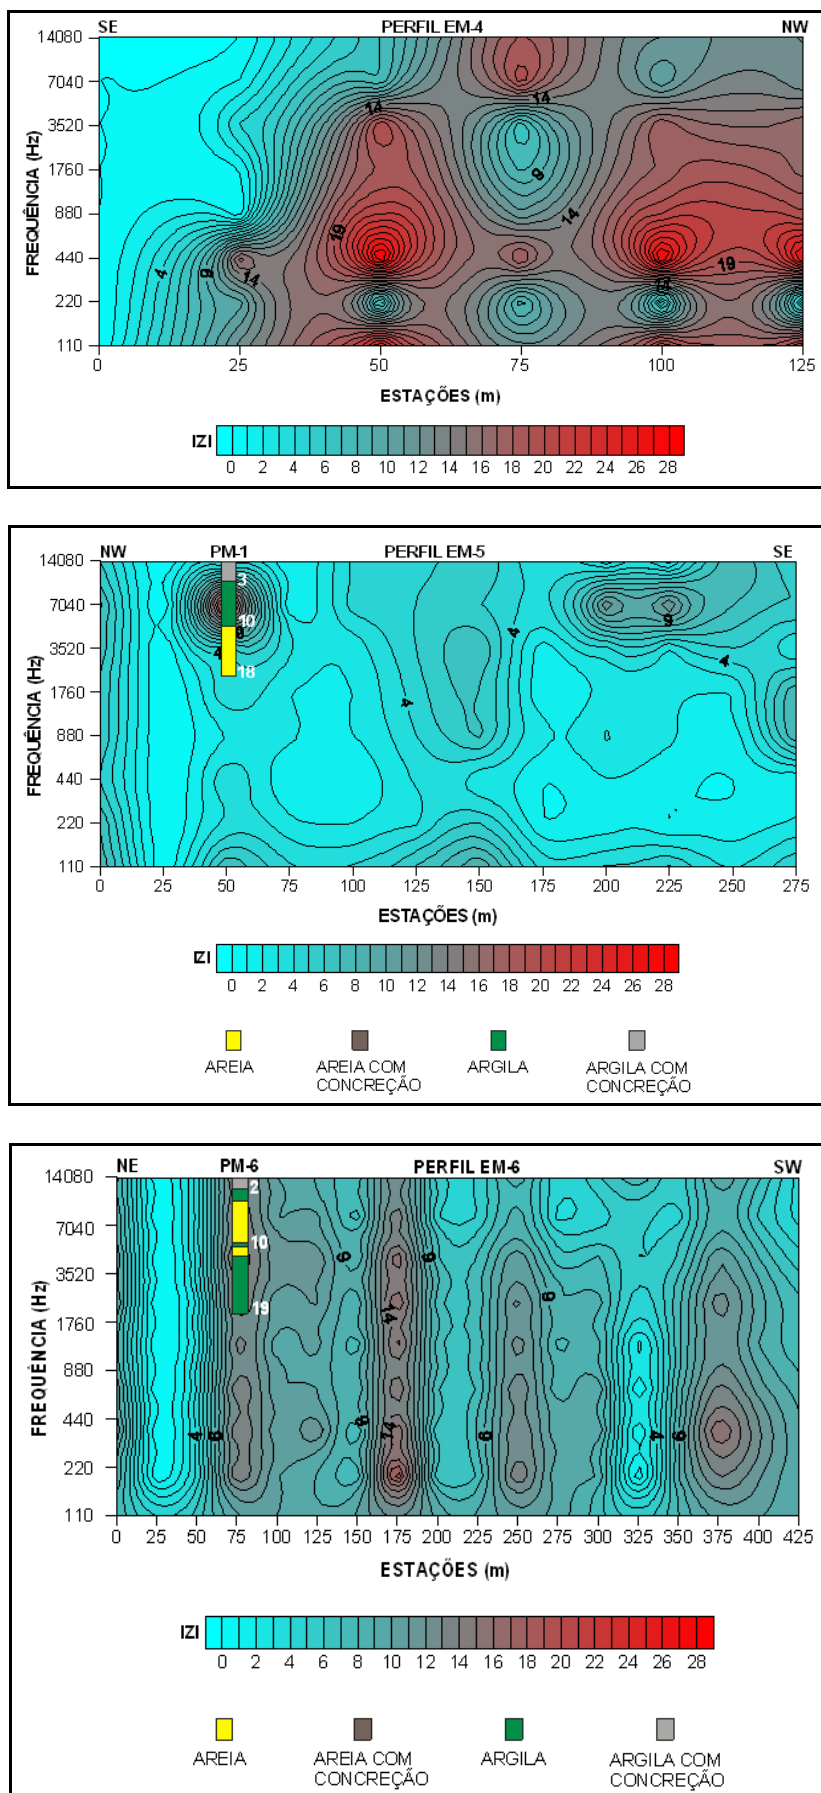 SE PERFIL EM-4 NW
FREQUÊNCIA (Hz)
14080
7040
3520
1760
880
440
220
110
14 14 14 9 14 19 4 9 14 19 14
0 25 50 75 100 125
ESTAÇÕES (m)
IZI
0 2 4 6 8 10 12 14 16 18 20 22 24 26 28
NW PM-1 PERFIL EM-5 SE
FREQUÊNCIA (Hz)
14080
7040
3520
1760
880
440
220
110
3
10
18
4 4 9 4 4
0 25 50 75 100 125 150 175 200 225 250 275
ESTAÇÕES (m)
IZI
0 2 4 6 8 10 12 14 16 18 20 22 24 26 28
AREIA
AREIA COM
CONCREÇÃO
ARGILA
ARGILA COM
CONCREÇÃO
NE PM-6 PERFIL EM-6 SW
FREQUÊNCIA (Hz)
14080
7040
3520
1760
880
440
220
110
2
10
19
9 9 14 9 4 9 9 14 9 4 9
0 25 50 75 100 125 150 175 200 225 250 275 300 325 350 375 400 425
ESTAÇÕES (m)
IZI
0 2 4 6 8 10 12 14 16 18 20 22 24 26 28
AREIA
AREIA COM
CONCREÇÃO
ARGILA
ARGILA COM
CONCREÇÃO